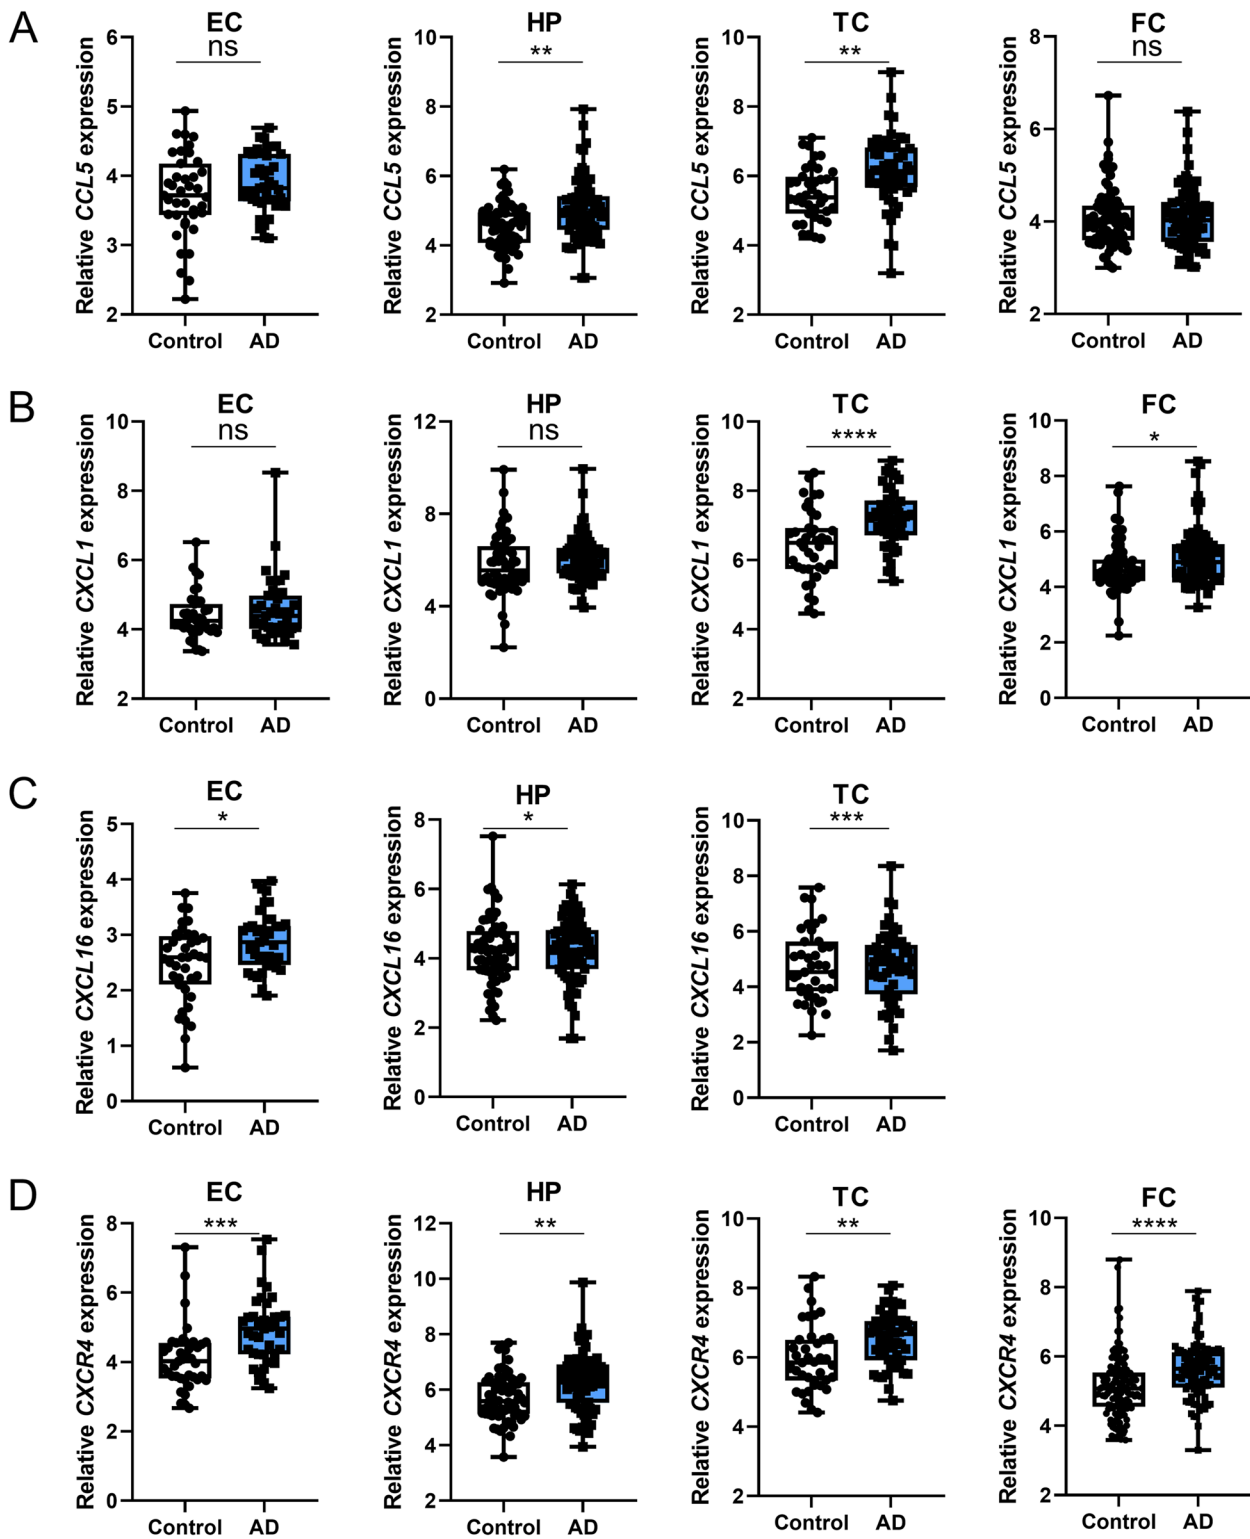 A
EC
HP
TC
FC
ns
**
**
ns
Relative CCL5 expression
6
5
4
3
2
Control AD
Relative CCL5 expression
10
8
6
4
2
Control AD
Relative CCL5 expression
10
8
6
4
2
Control AD
Relative CCL5 expression
8
6
4
2
Control AD
B
EC
HP
TC
FC
ns
ns
****
*
Relative CXCL1 expression
10
8
6
4
2
Control AD
Relative CXCL1 expression
12
8
4
0
Control AD
Relative CXCL1 expression
10
8
6
4
2
Control AD
Relative CXCL1 expression
10
8
6
4
2
0
Control AD
C
EC
HP
TC
*
*
***
Relative CXCL16 expression
5
4
3
2
1
0
Control AD
Relative CXCL16 expression
8
6
4
2
0
Control AD
Relative CXCL16 expression
10
8
6
4
2
0
Control AD
D
EC
HP
TC
FC
***
**
**
****
Relative CXCR4 expression
8
6
4
2
0
Control AD
Relative CXCR4 expression
12
10
8
6
4
2
Control AD
Relative CXCR4 expression
10
8
6
4
2
Control AD
Relative CXCR4 expression
10
8
6
4
2
Control AD